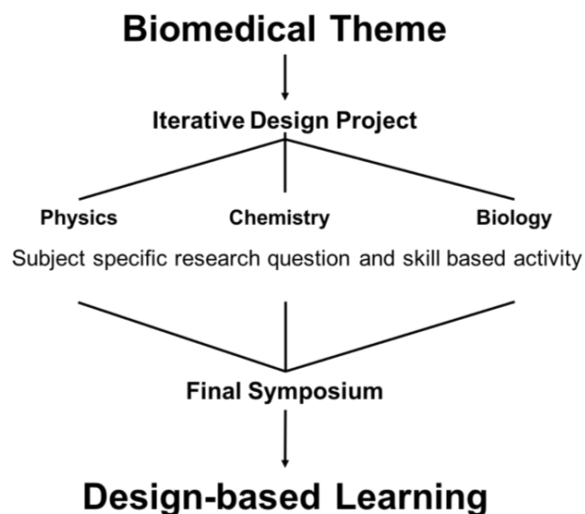 Biomedical Theme
Iterative Design Project
Physics Chemistry Biology
Subject specific research question and skill based activity
Final Symposium
Design-based Learning